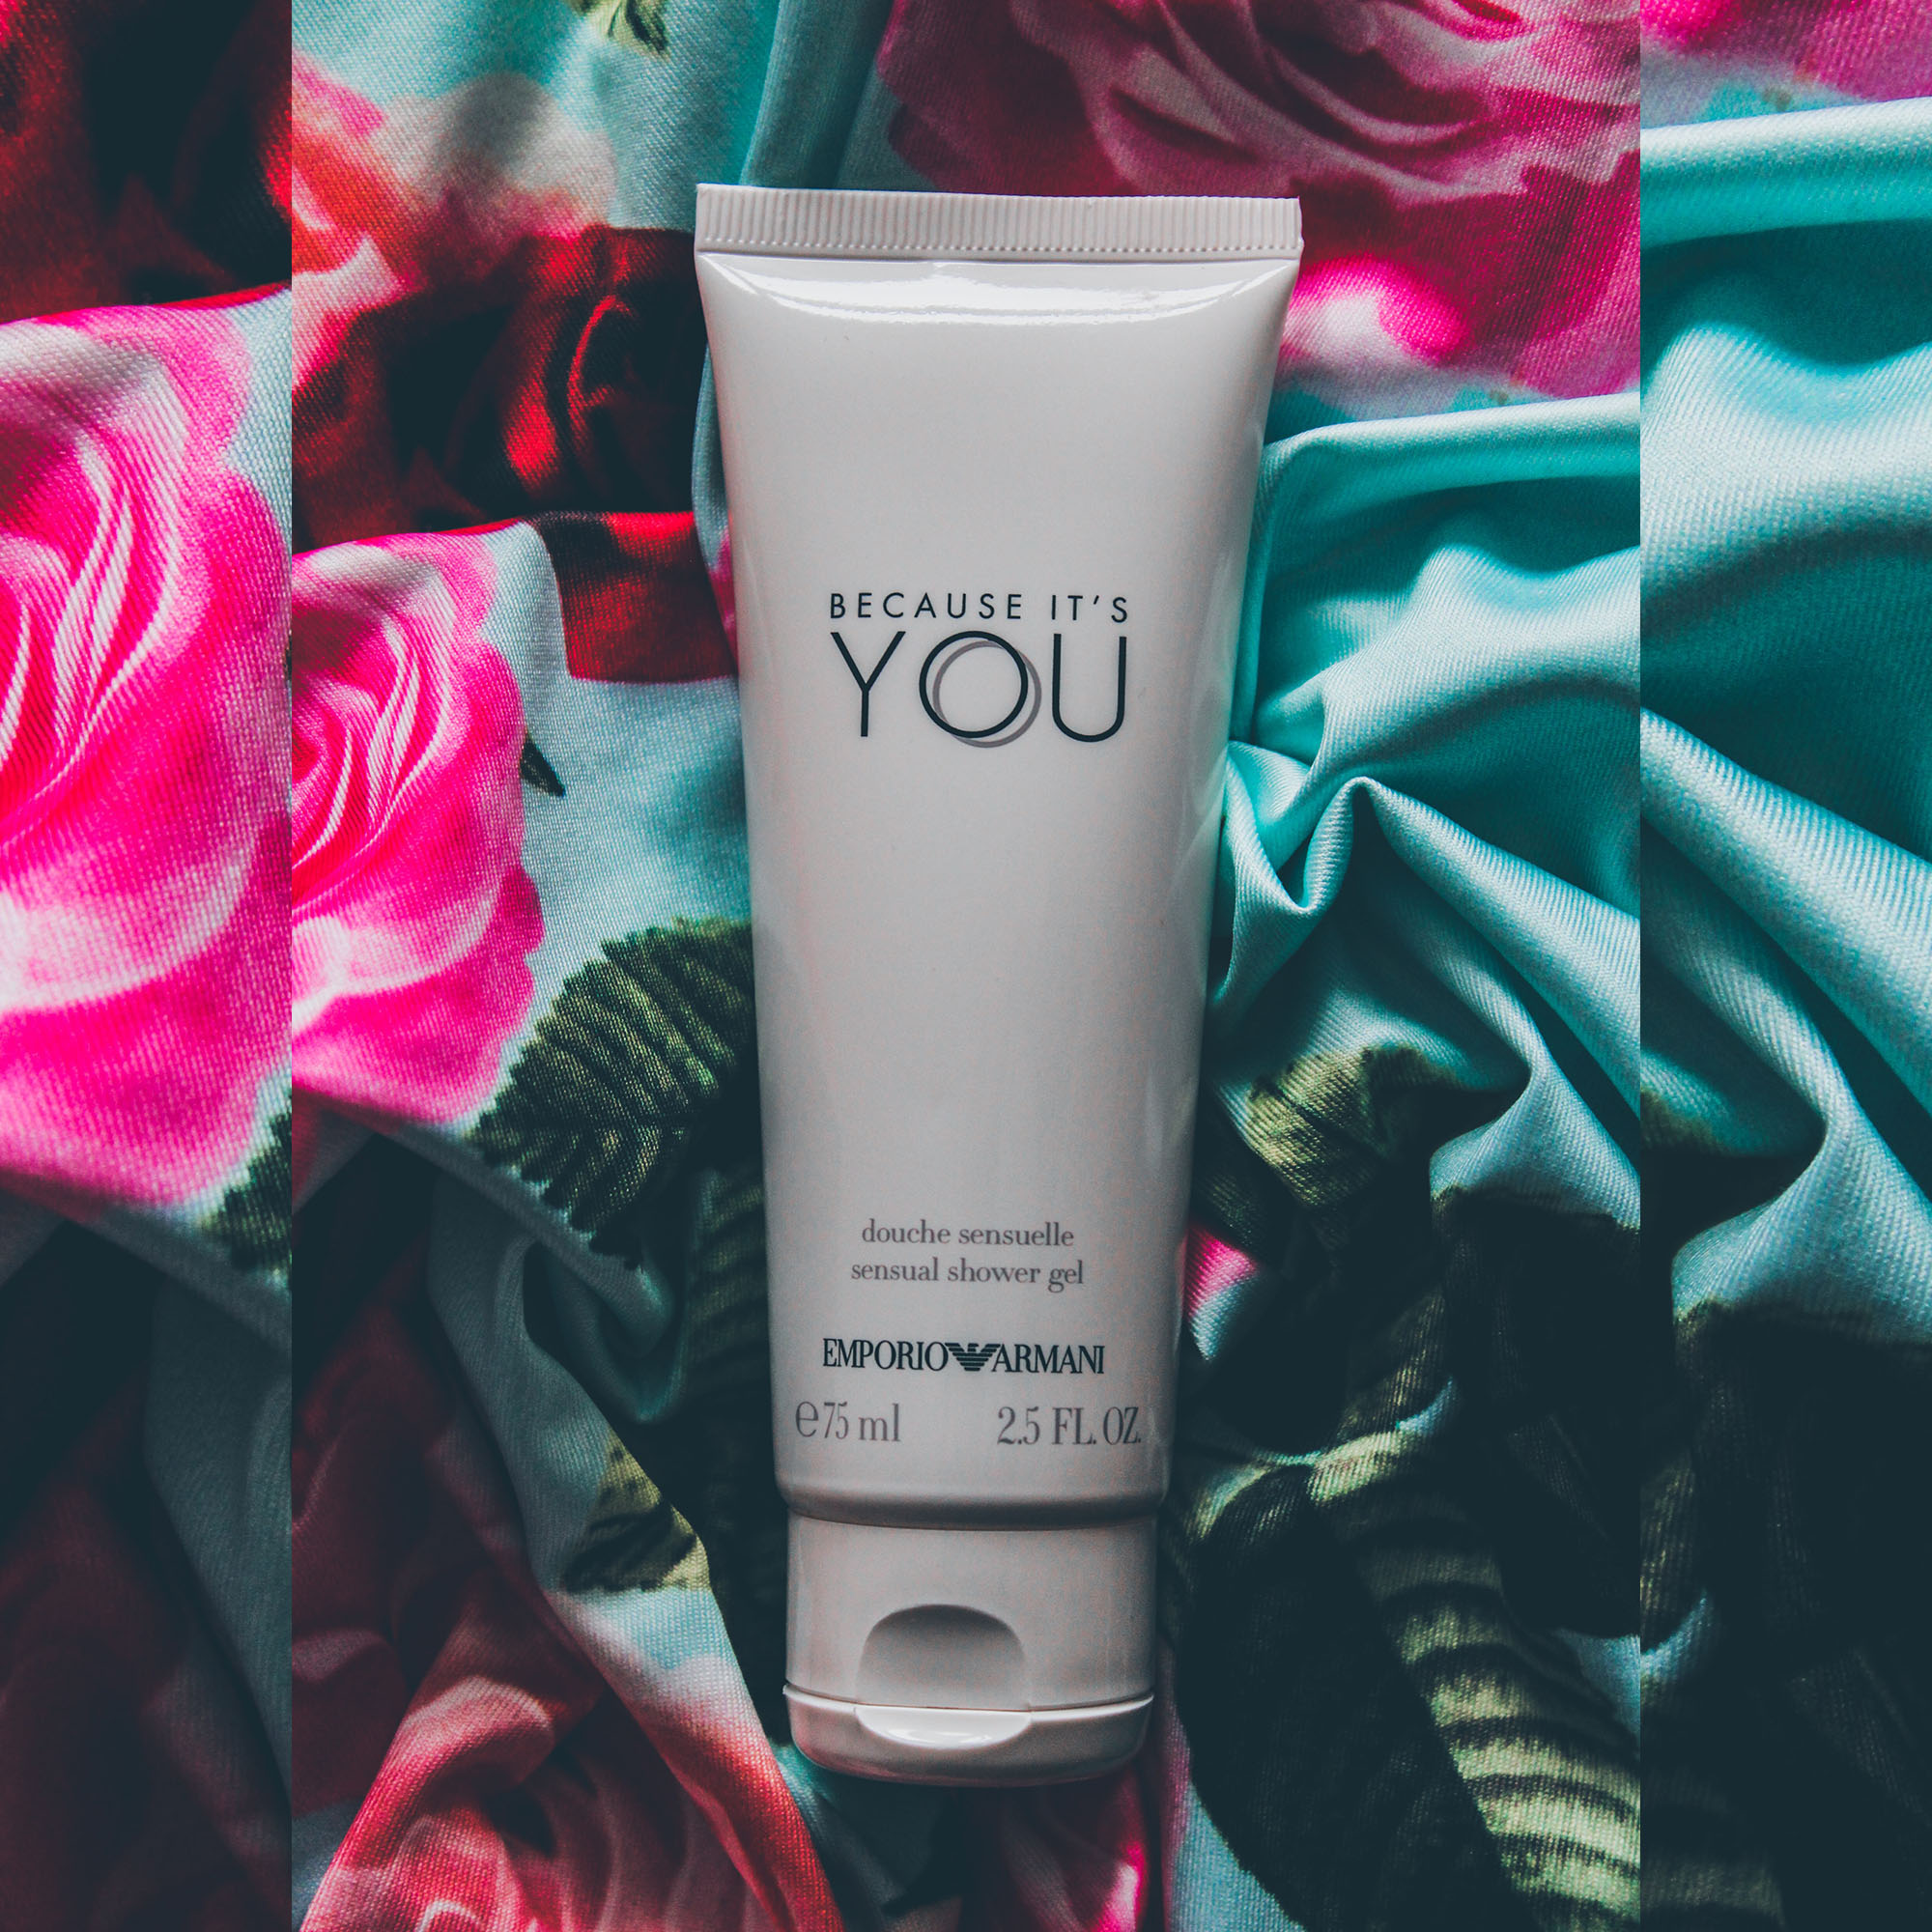 BECAUSE IT'S
YOU
douche sensuelle
sensual shower gel
EMPORIO ARMANI
℮75 ml 2.5 FL. OZ.